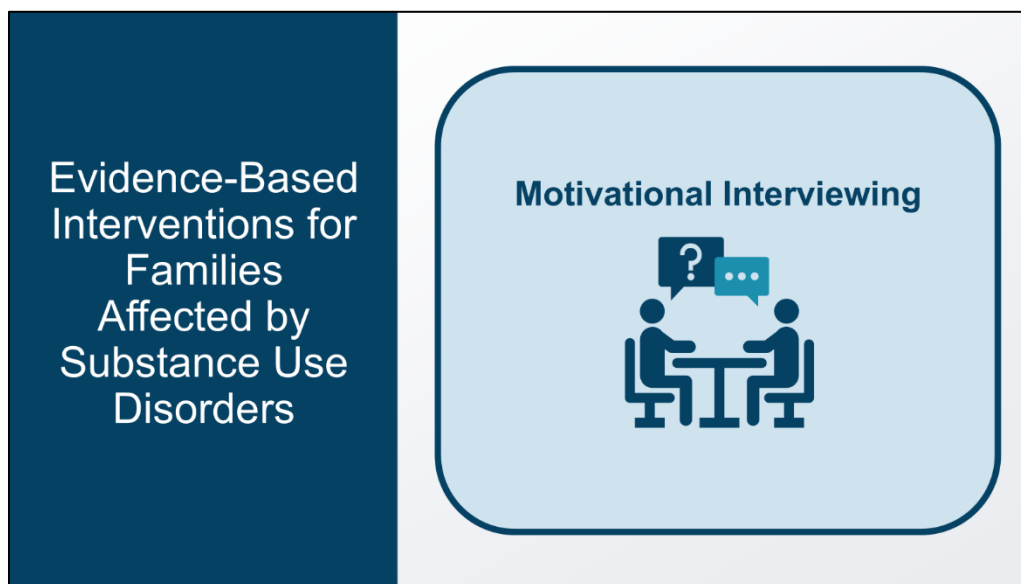 Evidence-Based
Interventions for
Families
Affected by
Substance Use
Disorders
Motivational Interviewing
?
...